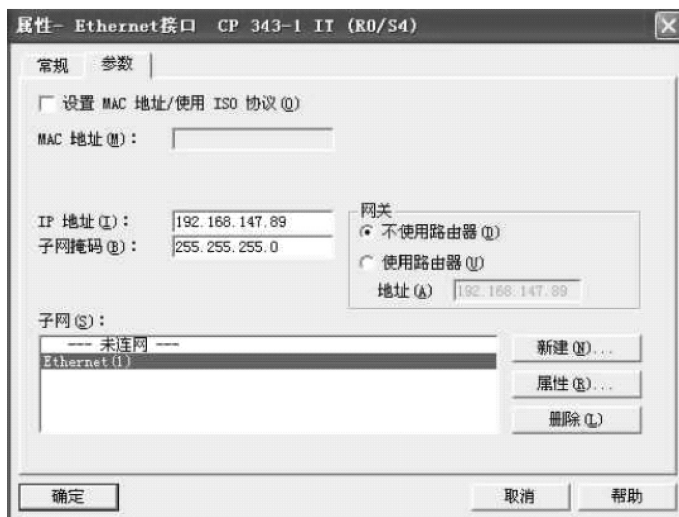 属性- Ethernet接口 CP 343-1 IT (R0/S4)
常规 参数
设置 MAC 地址/使用 ISO 协议(O)
MAC 地址(M):
IP 地址(I): 192.168.147.89
子网掩码(B): 255.255.255.0
网关
不使用路由器(D)
使用路由器(U)
地址(A) 192.168.147.89
子网(S):
--- 未连网 ---
Ethernet(1)
新建(N)...
属性(R)...
删除(L)
确定 取消 帮助